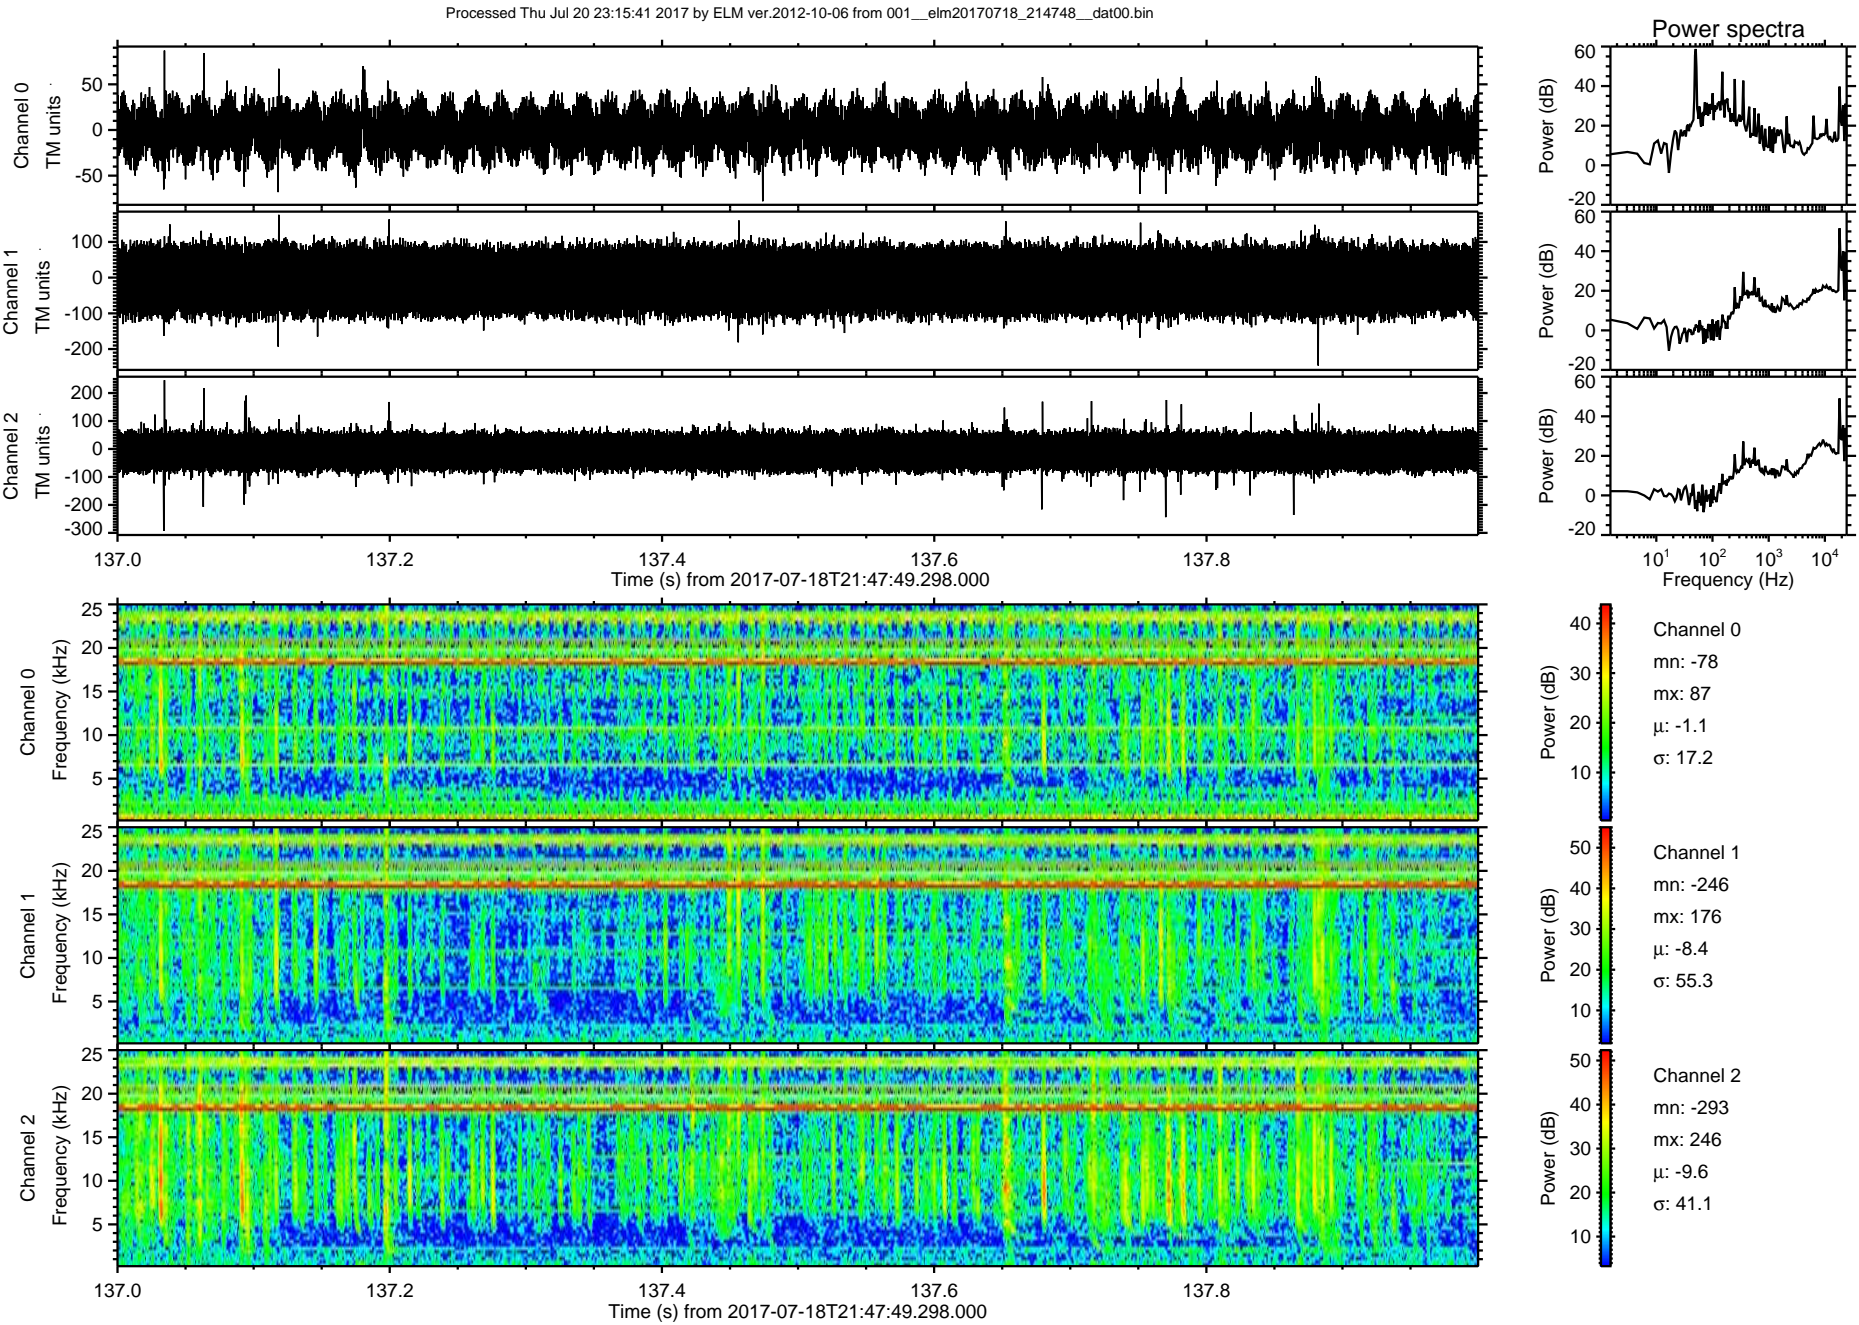 Processed Thu Jul 20 23:15:41 2017 by ELM ver.2012-10-06 from 001__elm20170718_214748__dat00.bin
Power spectra
Channel 0
TM units
50
0
-50
Power (dB)
60
40
20
0
-20
Channel 1
TM units
100
0
-100
-200
Power (dB)
60
40
20
0
-20
Channel 2
TM units
200
100
0
-100
-200
-300
Power (dB)
60
40
20
0
-20
137.0 137.2 137.4 137.6 137.8
Time (s) from 2017-07-18T21:47:49.298.000
10¹ 10² 10³ 10⁴
Frequency (Hz)
Channel 0
Frequency (kHz)
25
20
15
10
5
Power (dB)
40
30
20
10
Channel 0
mn: -78
mx: 87
μ: -1.1
σ: 17.2
Channel 1
Frequency (kHz)
25
20
15
10
5
Power (dB)
50
40
30
20
10
Channel 1
mn: -246
mx: 176
μ: -8.4
σ: 55.3
Channel 2
Frequency (kHz)
25
20
15
10
5
Power (dB)
50
40
30
20
10
Channel 2
mn: -293
mx: 246
μ: -9.6
σ: 41.1
137.0 137.2 137.4 137.6 137.8
Time (s) from 2017-07-18T21:47:49.298.000